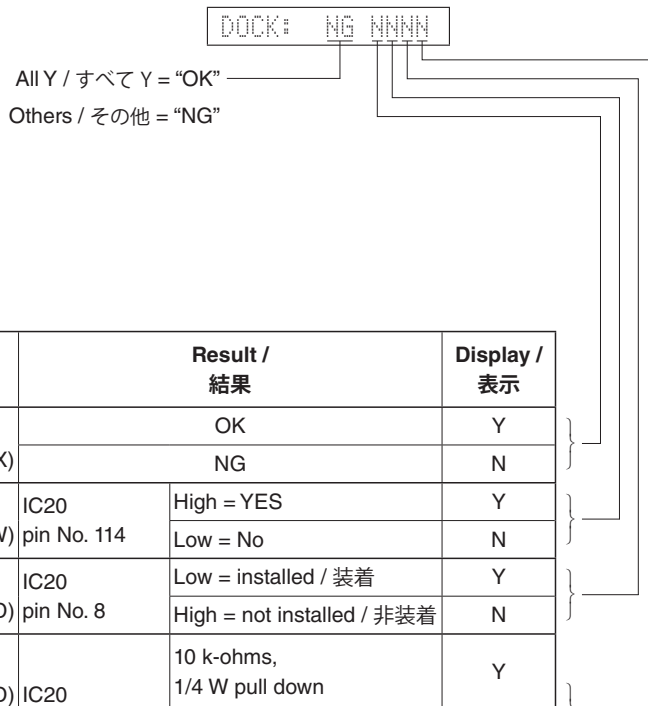 DOCK: NG NNNN
All Y / すべて Y = “OK”
Others / その他 = “NG”
Result /
結果
Display /
表示
OK
Y
X)
NG
N
IC20
High = YES
Y
W) pin No. 114
Low = No
N
IC20
Low = installed / 装着
Y
D) pin No. 8
High = not installed / 非装着
N
10 k-ohms,
1/4 W pull down
Y
D) IC20